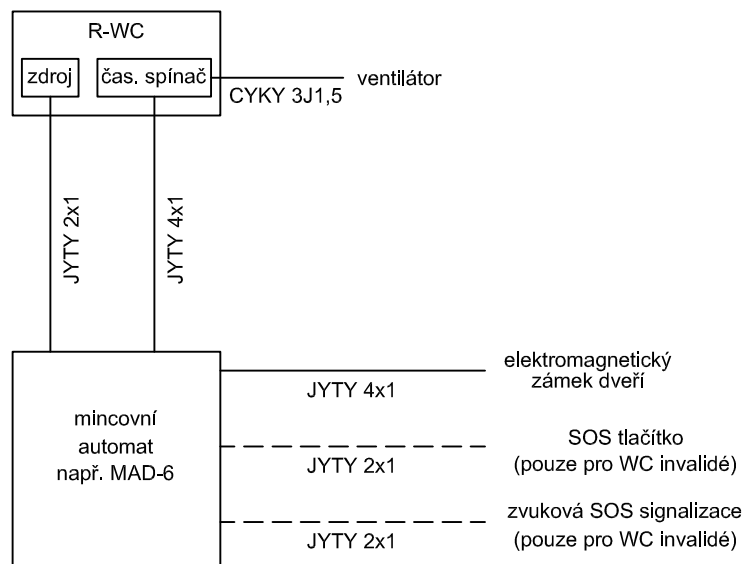 R-WC
zdroj
čas. spínač
ventilátor
CYKY 3J1,5
JYTY 2x1
JYTY 4x1
mincovní
automat
např. MAD-6
elektromagnetický
zámek dveří
JYTY 4x1
SOS tlačítko
(pouze pro WC invalidé)
JYTY 2x1
zvuková SOS signalizace
(pouze pro WC invalidé)
JYTY 2x1